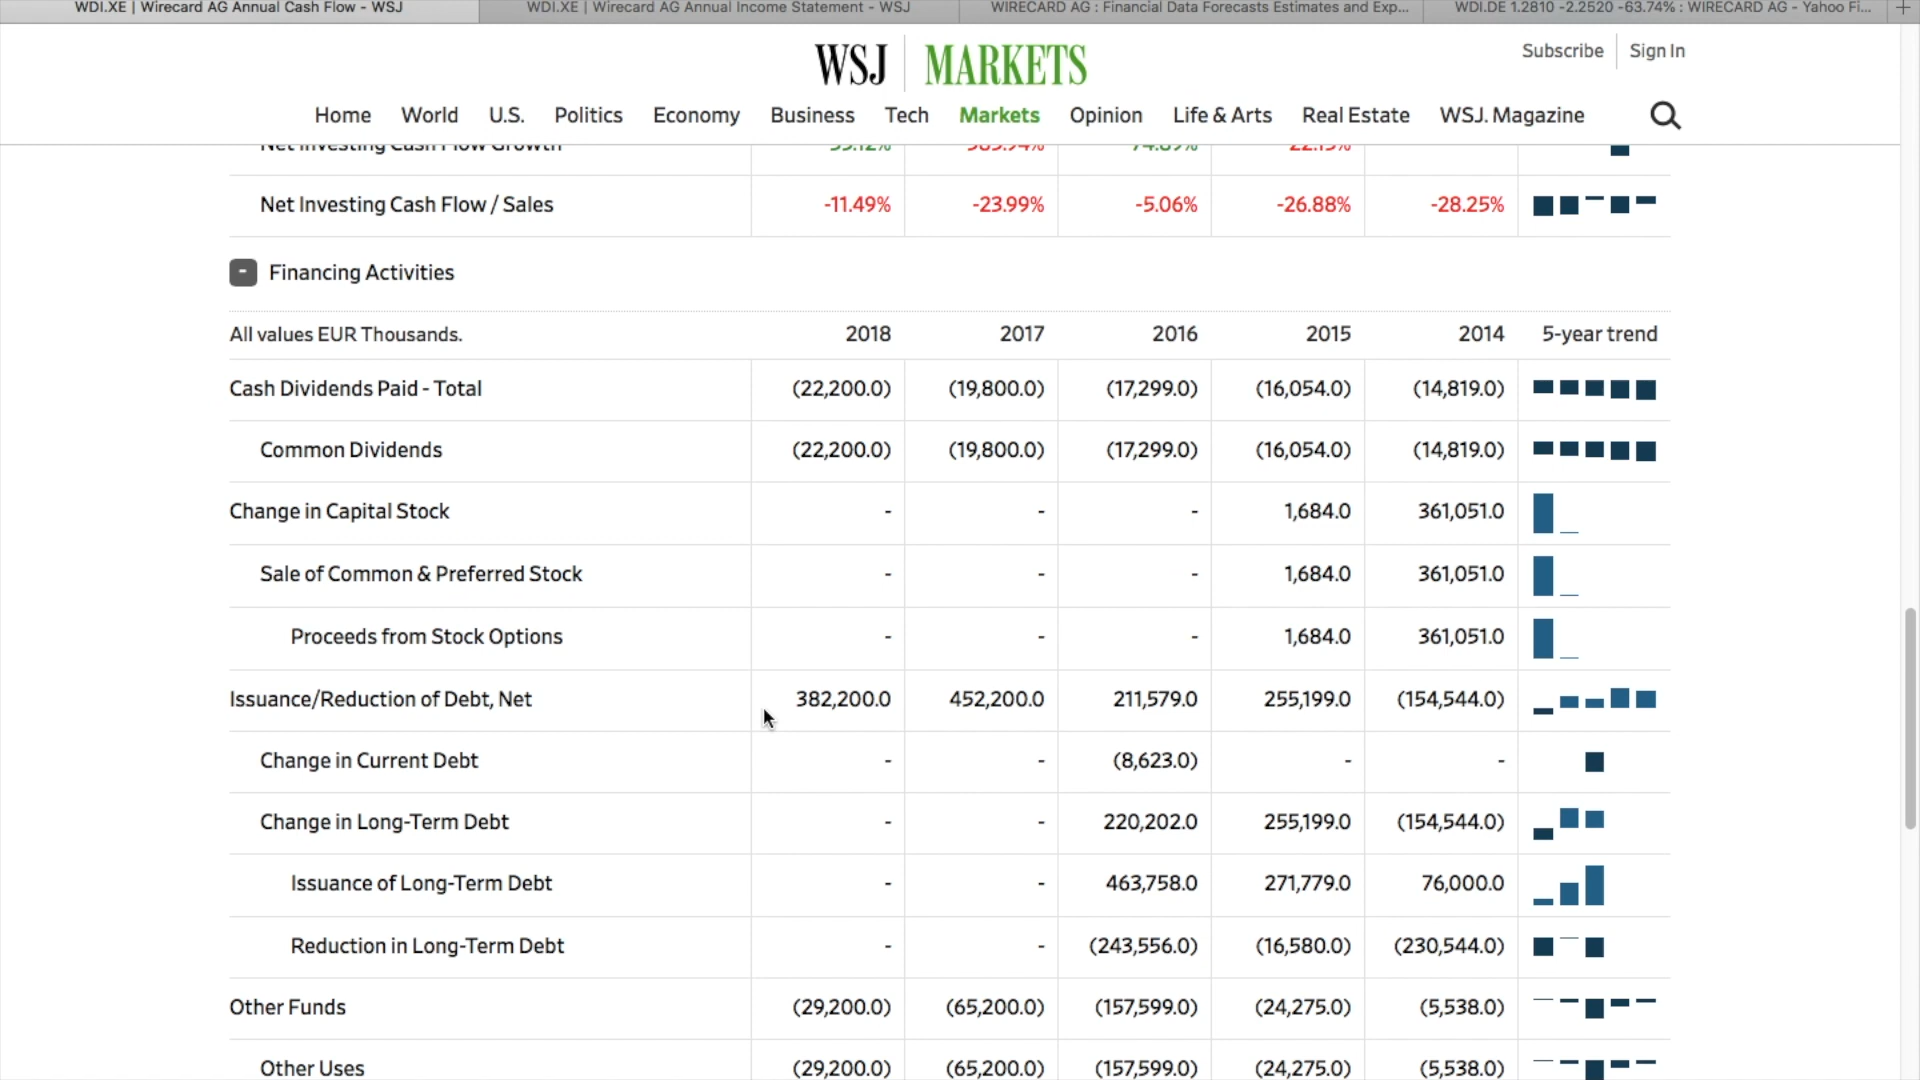 WDI.XE | Wirecard AG Annual Cash Flow - WSJ
WDI.XE | Wirecard AG Annual Income Statement - WSJ
WIRECARD AG : Financial Data Forecasts Estimates and Exp...
WDI.DE 1.2810 -2.2520 -63.74% : WIRECARD AG - Yahoo Fi...
WSJ MARKETS
Subscribe Sign In
Home World U.S. Politics Economy Business Tech Markets Opinion Life & Arts Real Estate WSJ. Magazine
Net Investing Cash Flow Growth
Net Investing Cash Flow / Sales -11.49% -23.99% -5.06% -26.88% -28.25%
- Financing Activities
All values EUR Thousands. 2018 2017 2016 2015 2014 5-year trend
Cash Dividends Paid - Total (22,200.0) (19,800.0) (17,299.0) (16,054.0) (14,819.0)
Common Dividends (22,200.0) (19,800.0) (17,299.0) (16,054.0) (14,819.0)
Change in Capital Stock - - - 1,684.0 361,051.0
Sale of Common & Preferred Stock - - - 1,684.0 361,051.0
Proceeds from Stock Options - - - 1,684.0 361,051.0
Issuance/Reduction of Debt, Net 382,200.0 452,200.0 211,579.0 255,199.0 (154,544.0)
Change in Current Debt - - (8,623.0) - -
Change in Long-Term Debt - - 220,202.0 255,199.0 (154,544.0)
Issuance of Long-Term Debt - - 463,758.0 271,779.0 76,000.0
Reduction in Long-Term Debt - - (243,556.0) (16,580.0) (230,544.0)
Other Funds (29,200.0) (65,200.0) (157,599.0) (24,275.0) (5,538.0)
Other Uses (29,200.0) (65,200.0) (157,599.0) (24,275.0) (5,538.0)